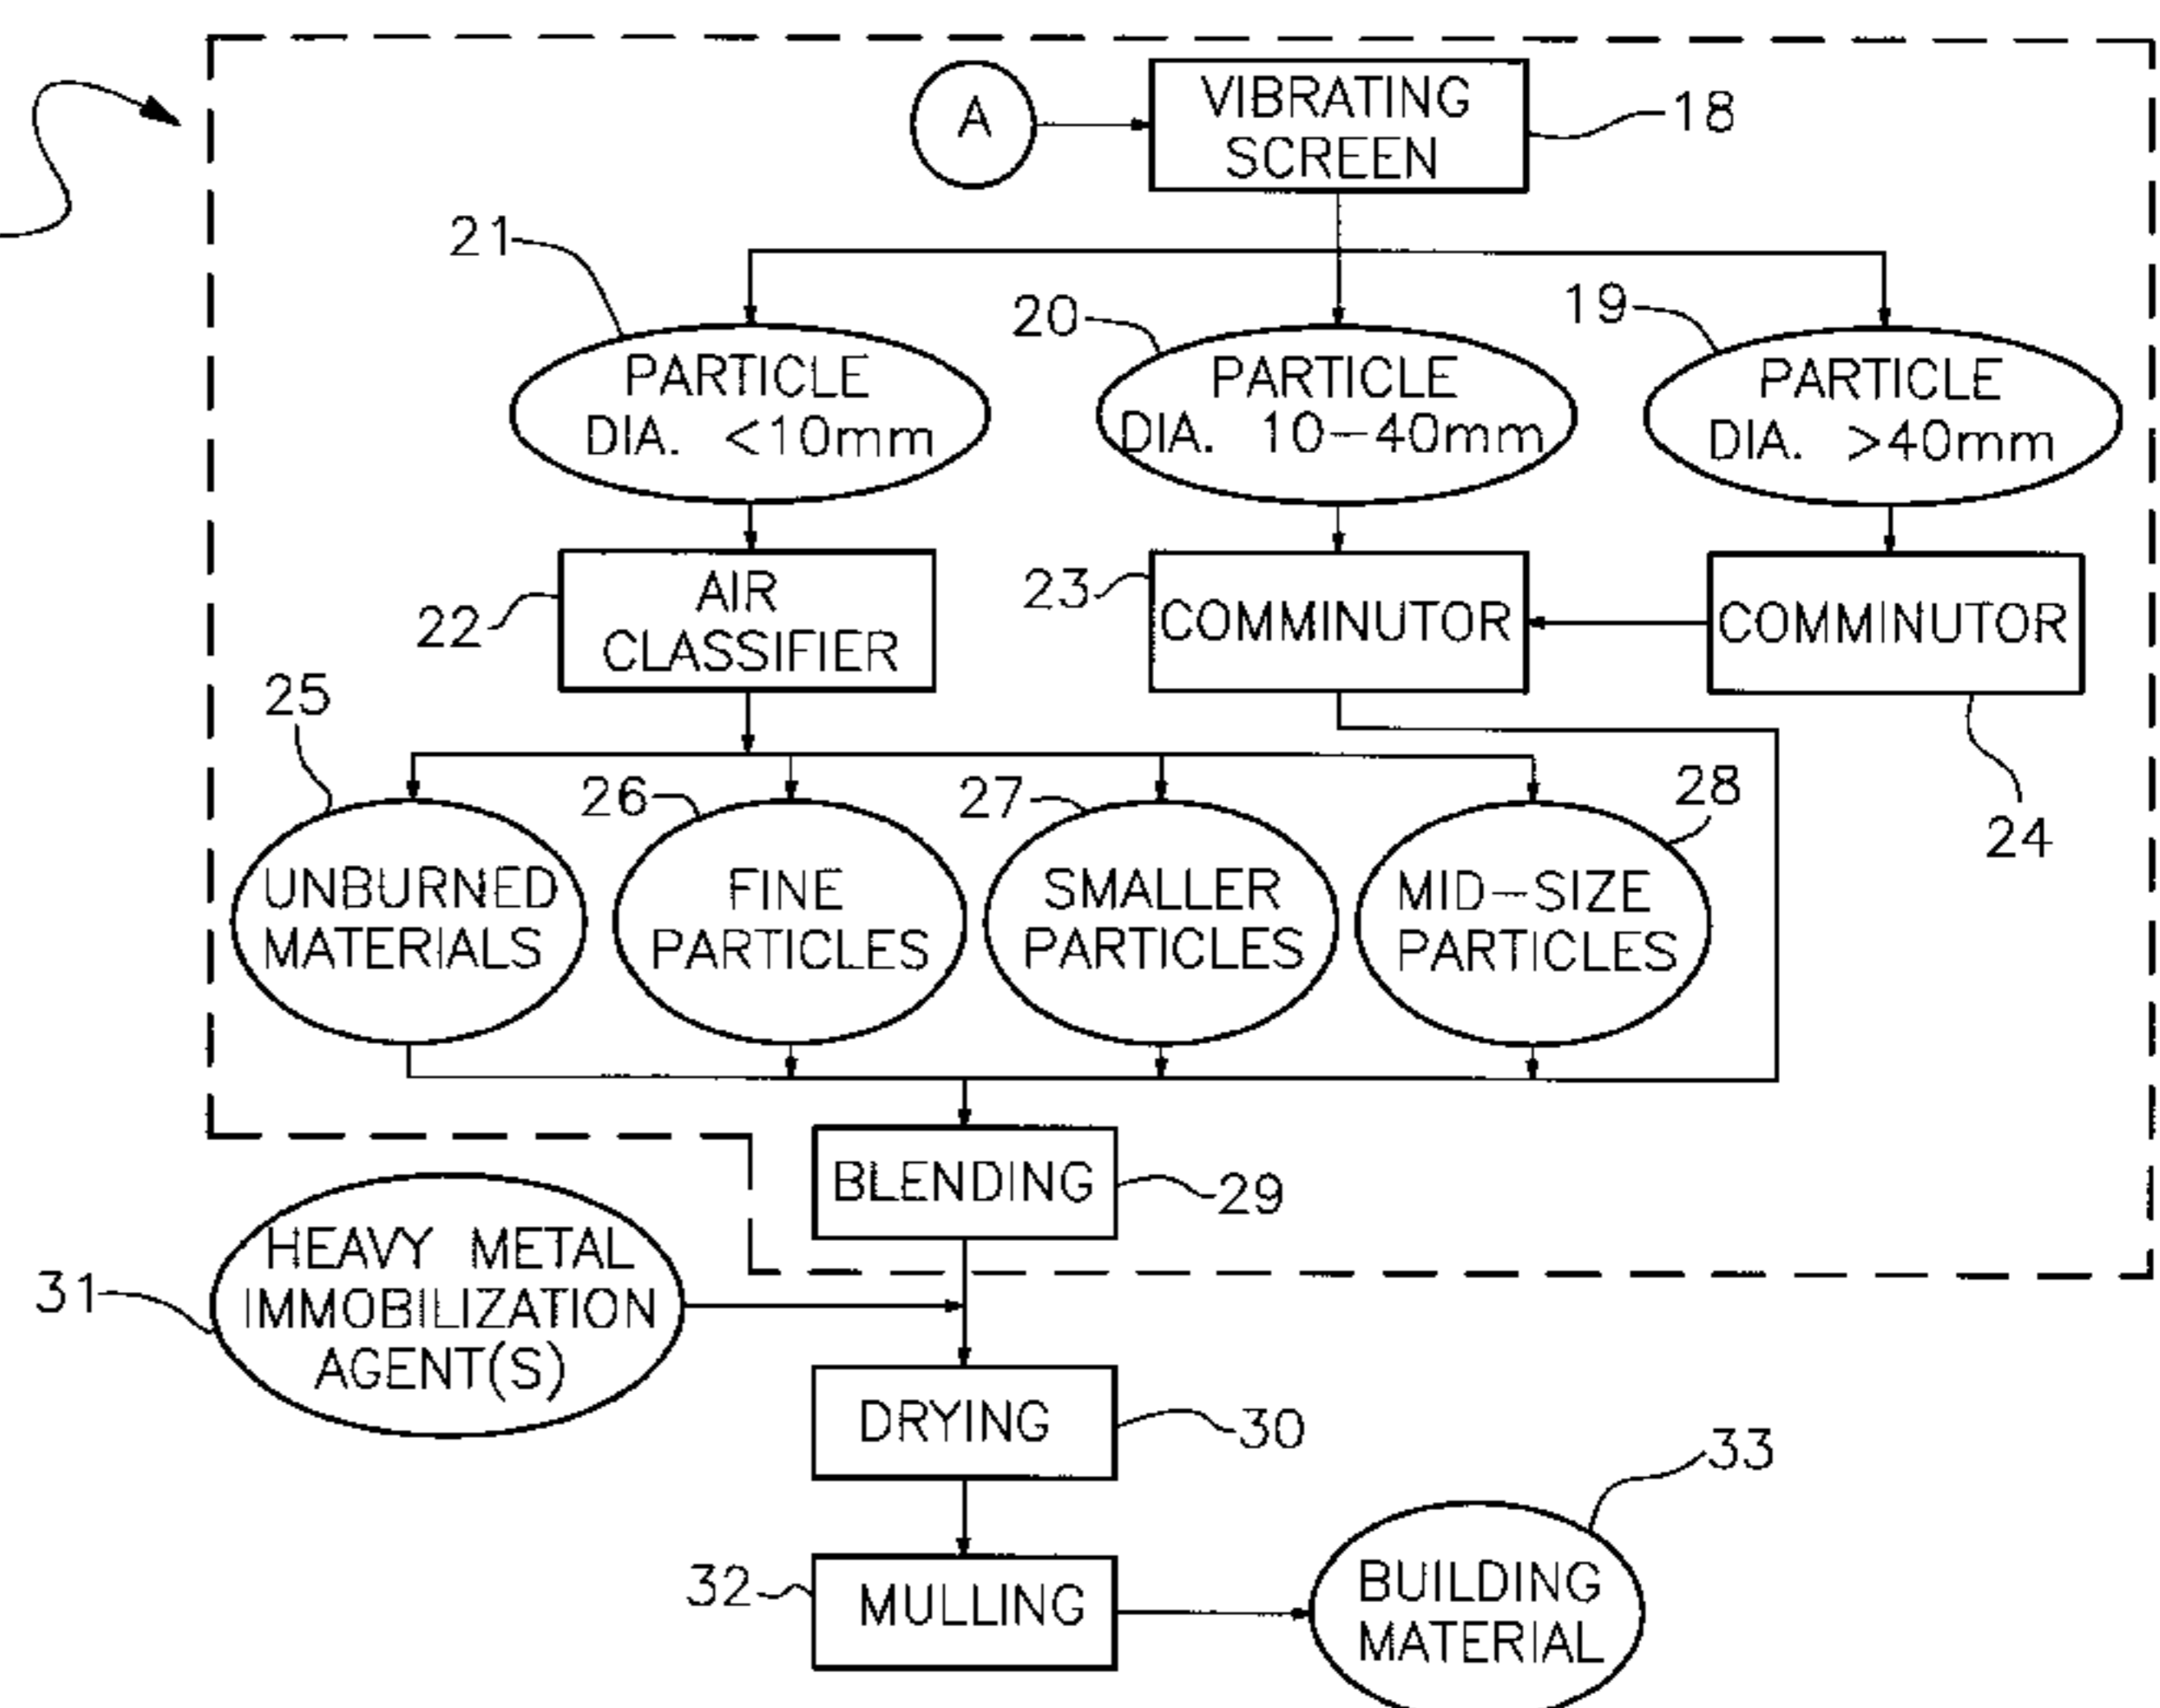 A
VIBRATING
SCREEN
18
21
20
19
PARTICLE
DIA. <10mm
PARTICLE
DIA. 10-40mm
PARTICLE
DIA. >40mm
22
AIR
CLASSIFIER
23
COMMINUTOR
COMMINUTOR
24
25
26
27
28
UNBURNED
MATERIALS
FINE
PARTICLES
SMALLER
PARTICLES
MID-SIZE
PARTICLES
BLENDING
29
31
HEAVY METAL
IMMOBILIZATION
AGENT(S)
DRYING
30
32
MULLING
33
BUILDING
MATERIAL